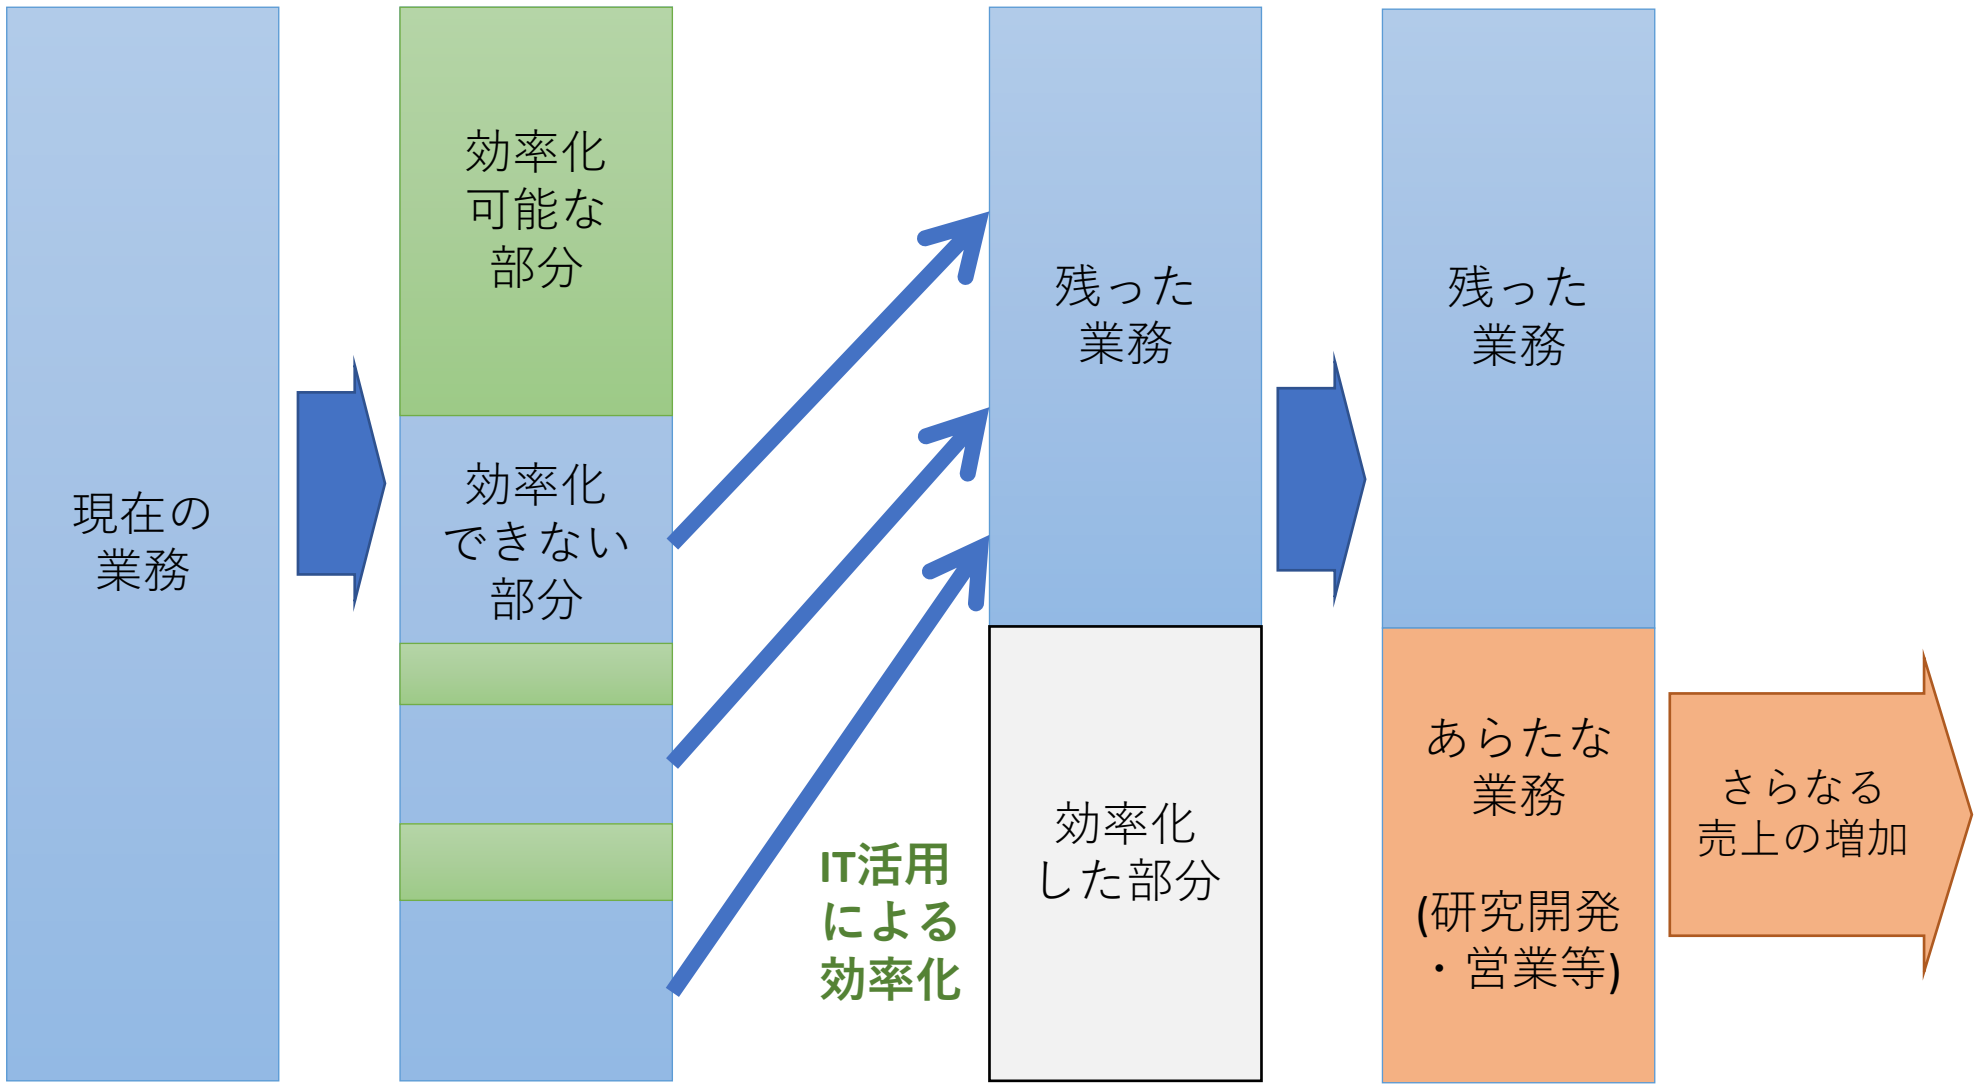 現在の
業務
効率化
可能な
部分
効率化
できない
部分
IT活用
による
効率化
残った
業務
効率化
した部分
残った
業務
あらたな
業務
(研究開発
・営業等)
さらなる
売上の増加